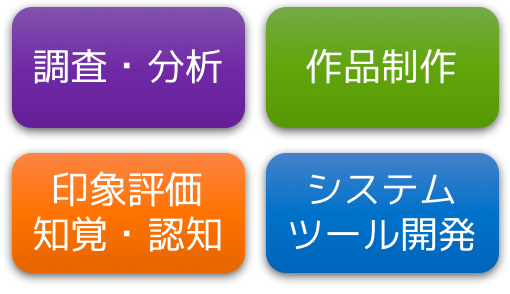 調査・分析
作品制作
印象評価
知覚・認知
システム
ツール開発